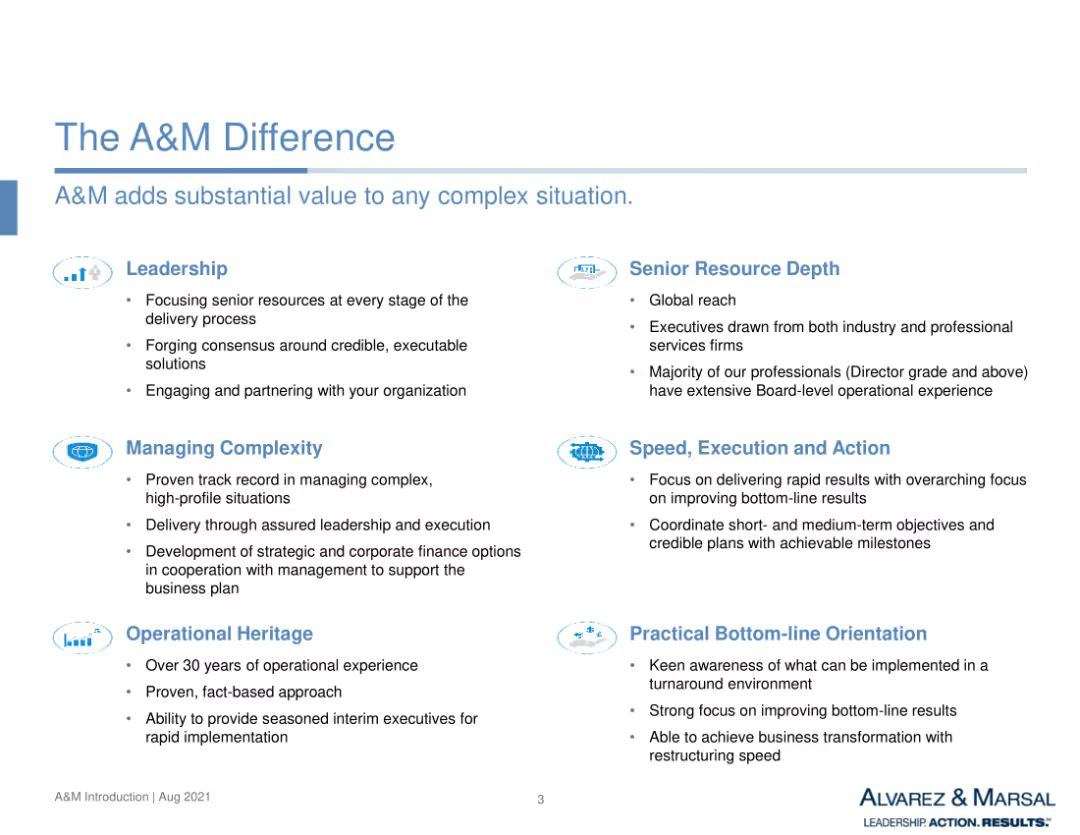 The A&M Difference
A&M adds substantial value to any complex situation.
Leadership
• Focusing senior resources at every stage of the
delivery process
• Forging consensus around credible, executable
solutions
• Engaging and partnering with your organization
Senior Resource Depth
• Global reach
• Executives drawn from both industry and professional
services firms
• Majority of our professionals (Director grade and above)
have extensive Board-level operational experience
Managing Complexity
• Proven track record in managing complex,
high-profile situations
• Delivery through assured leadership and execution
• Development of strategic and corporate finance options
in cooperation with management to support the
business plan
Speed, Execution and Action
• Focus on delivering rapid results with overarching focus
on improving bottom-line results
• Coordinate short- and medium-term objectives and
credible plans with achievable milestones
Operational Heritage
• Over 30 years of operational experience
• Proven, fact-based approach
• Ability to provide seasoned interim executives for
rapid implementation
Practical Bottom-line Orientation
• Keen awareness of what can be implemented in a
turnaround environment
• Strong focus on improving bottom-line results
• Able to achieve business transformation with
restructuring speed
A&M Introduction | Aug 2021
3
ALVAREZ & MARSAL
LEADERSHIP. ACTION. RESULTS.